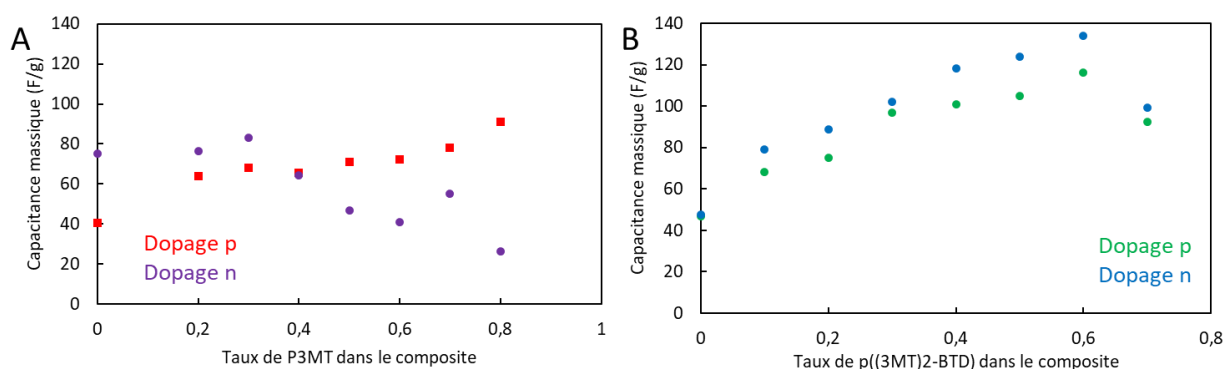 A
Capacitance massique (F/g)
140
120
100
80
60
40
20
0
Dopage p
Dopage n
0 0,2 0,4 0,6 0,8 1
Taux de P3MT dans le composite
B
Capacitance massique (F/g)
140
120
100
80
60
40
20
0
Dopage p
Dopage n
0 0,2 0,4 0,6 0,8
Taux de p((3MT)2-BTD) dans le composite